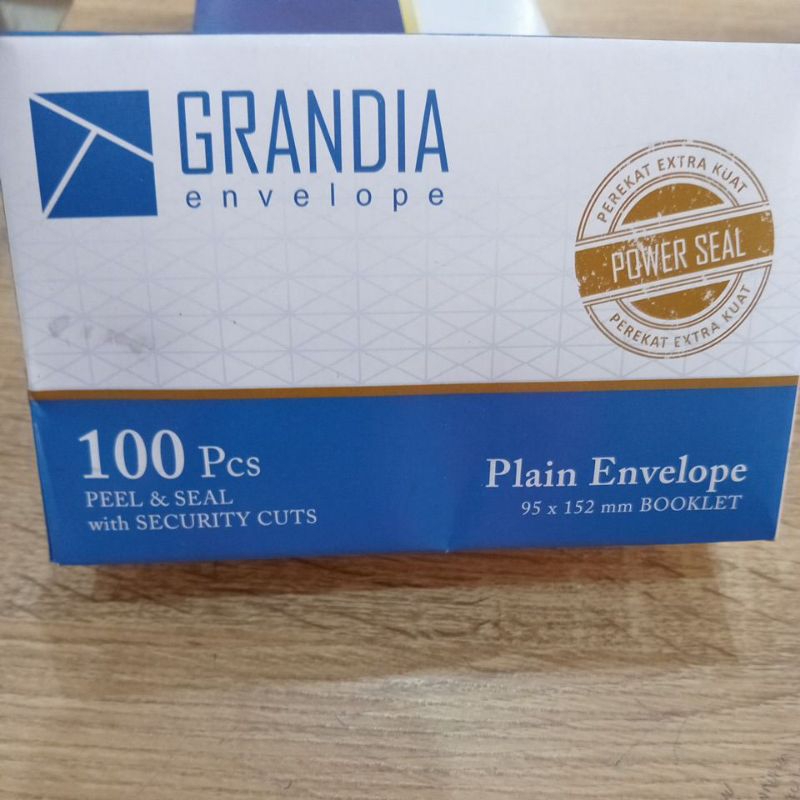 GRANDIA
envelope
PEREKAT EXTRA KUAT
POWER SEAL
PEREKAT EXTRA KUAT
100 Pcs
PEEL & SEAL
with SECURITY CUTS
Plain Envelope
95 x 152 mm BOOKLET